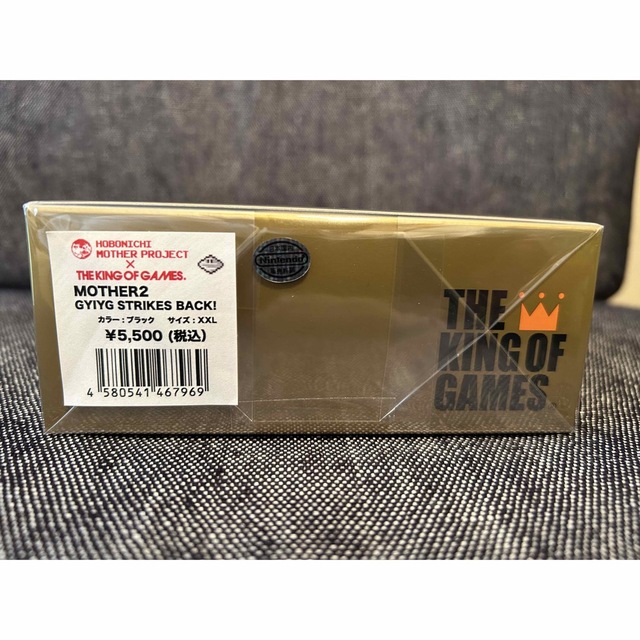 HOBONICHI
MOTHER PROJECT
×
THE KING OF GAMES.
MOTHER2
GYIYG STRIKES BACK!
カラー：ブラック サイズ：XXL
¥5,500 (税込)
4 580541 467969
Nintendo
THE
KING OF
GAMES